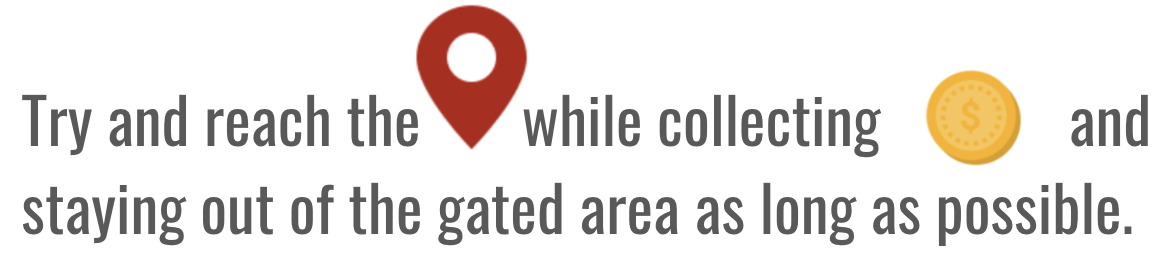 Try and reach the while collecting $ and
staying out of the gated area as long as possible.